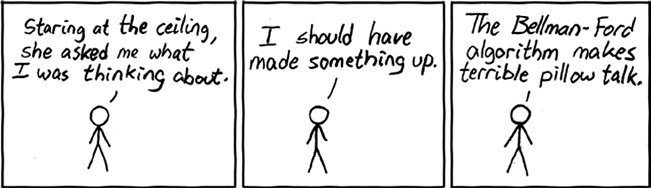 Staring at the ceiling,
she asked me what
I was thinking about.
I should have
made something up.
The Bellman-Ford
algorithm makes
terrible pillow talk.